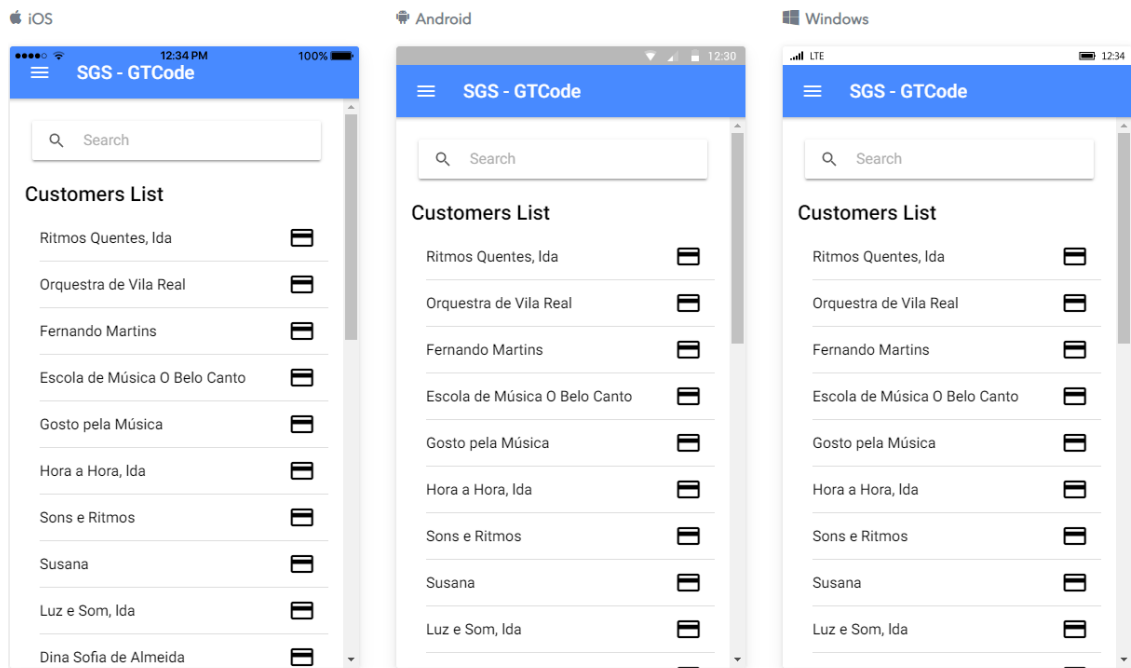 iOS
12:34 PM 100%
SGS - GTCode
Search
Customers List
Ritmos Quentes, lda
Orquestra de Vila Real
Fernando Martins
Escola de Música O Belo Canto
Gosto pela Música
Hora a Hora, lda
Sons e Ritmos
Susana
Luz e Som, lda
Dina Sofia de Almeida
Android
12:30
SGS - GTCode
Search
Customers List
Ritmos Quentes, lda
Orquestra de Vila Real
Fernando Martins
Escola de Música O Belo Canto
Gosto pela Música
Hora a Hora, lda
Sons e Ritmos
Susana
Luz e Som, lda
Windows
LTE 12:34
SGS - GTCode
Search
Customers List
Ritmos Quentes, lda
Orquestra de Vila Real
Fernando Martins
Escola de Música O Belo Canto
Gosto pela Música
Hora a Hora, lda
Sons e Ritmos
Susana
Luz e Som, lda